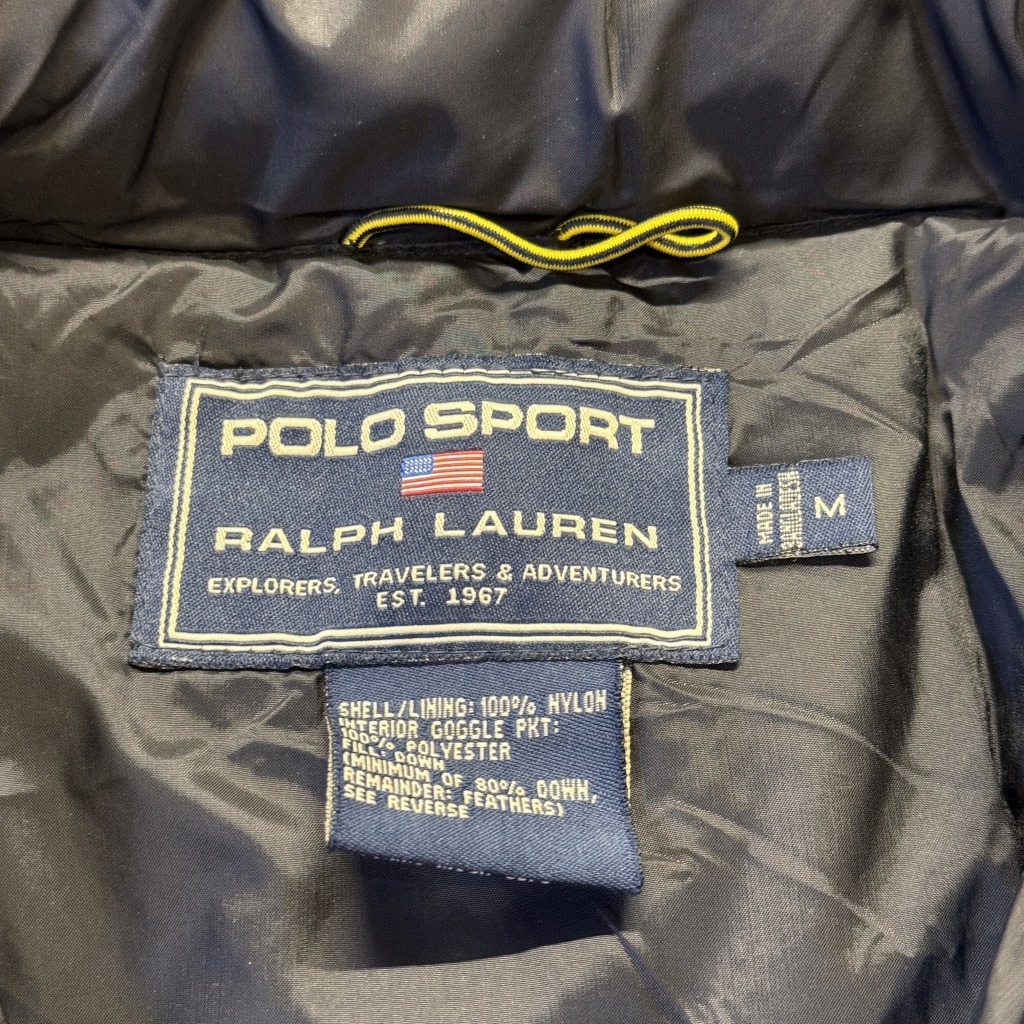 POLO SPORT
RALPH LAUREN
EXPLORERS, TRAVELERS & ADVENTURERS
EST. 1967
MADE IN
BANGLADESH
M
SHELL/LINING: 100% NYLON
INTERIOR GOGGLE PKT:
100% POLYESTER
FILL: DOWN
(MINIMUM OF 80% DOWN,
REMAINDER: FEATHERS)
SEE REVERSE